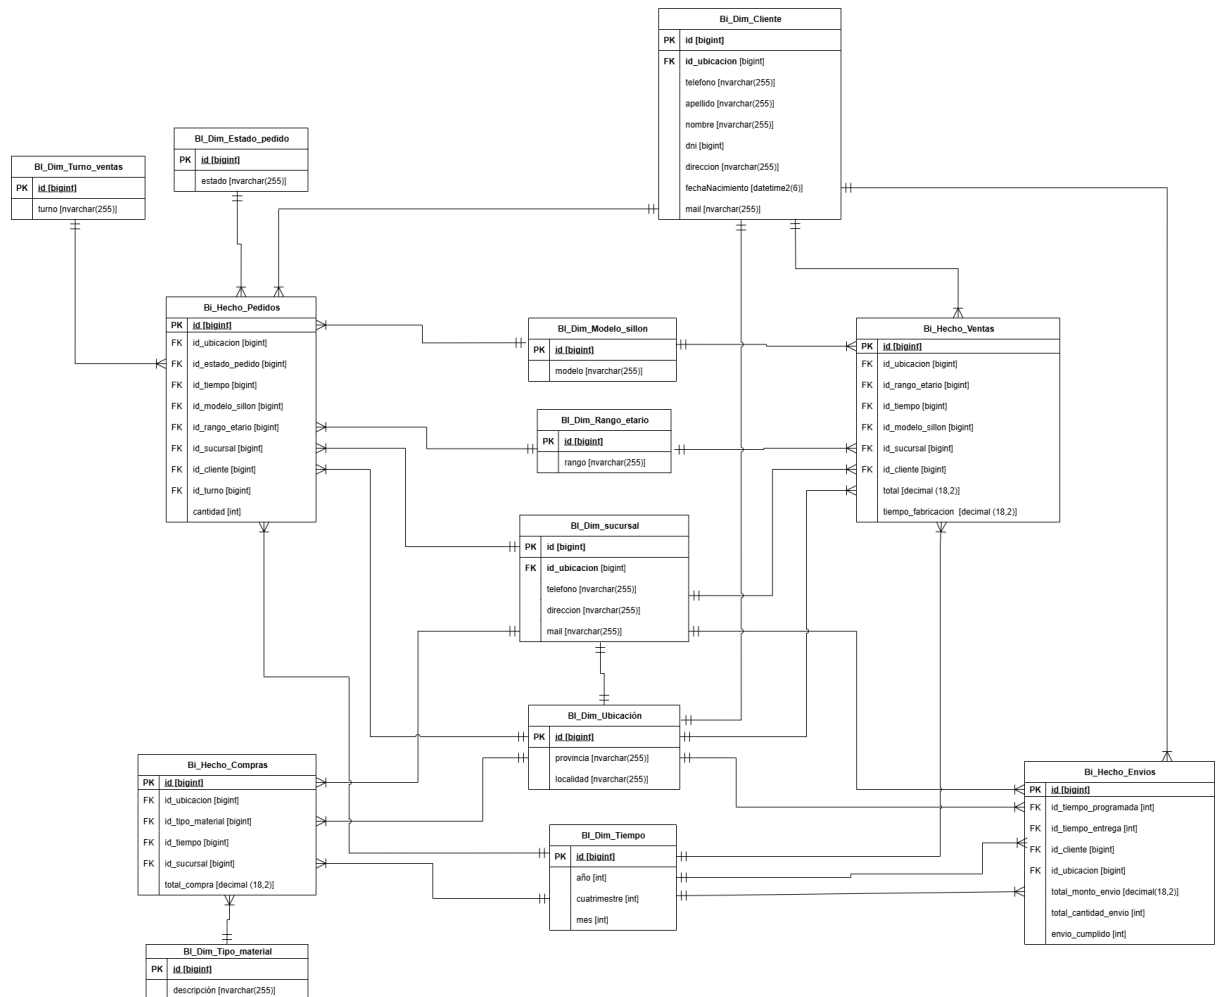 Bi_Dim_Cliente
PK id [bigint]
FK id_ubicacion [bigint]
telefono [nvarchar(255)]
apellido [nvarchar(255)]
nombre [nvarchar(255)]
dni [bigint]
direccion [nvarchar(255)]
fechaNacimiento [datetime2(6)]
mail [nvarchar(255)]
BI_Dim_Estado_pedido
PK id [bigint]
estado [nvarchar(255)]
BI_Dim_Turno_ventas
PK id [bigint]
turno [nvarchar(255)]
Bi_Hecho_Pedidos
PK id [bigint]
FK id_ubicacion [bigint]
FK id_estado_pedido [bigint]
FK id_tiempo [bigint]
FK id_modelo_sillon [bigint]
FK id_rango_etario [bigint]
FK id_sucursal [bigint]
FK id_cliente [bigint]
FK id_turno [bigint]
cantidad [int]
BI_Dim_Modelo_sillon
PK id [bigint]
modelo [nvarchar(255)]
Bi_Hecho_Ventas
PK id [bigint]
FK id_ubicacion [bigint]
FK id_rango_etario [bigint]
FK id_tiempo [bigint]
FK id_modelo_sillon [bigint]
FK id_sucursal [bigint]
FK id_cliente [bigint]
total [decimal (18,2)]
tiempo_fabricacion [decimal (18,2)]
BI_Dim_Rango_etario
PK id [bigint]
rango [nvarchar(255)]
BI_Dim_sucursal
PK id [bigint]
FK id_ubicacion [bigint]
telefono [nvarchar(255)]
direccion [nvarchar(255)]
mail [nvarchar(255)]
BI_Dim_Ubicación
PK id [bigint]
provincia [nvarchar(255)]
localidad [nvarchar(255)]
Bi_Hecho_Compras
PK id [bigint]
FK id_ubicacion [bigint]
FK id_tipo_material [bigint]
FK id_tiempo [bigint]
FK id_sucursal [bigint]
total_compra [decimal (18,2)]
Bi_Hecho_Envios
PK id [bigint]
FK id_tiempo_programada [int]
FK id_tiempo_entrega [int]
FK id_cliente [bigint]
FK id_ubicacion [bigint]
total_monto_envio [decimal(18,2)]
total_cantidad_envio [int]
envio_cumplido [int]
BI_Dim_Tiempo
PK id [bigint]
año [int]
cuatrimestre [int]
mes [int]
BI_Dim_Tipo_material
PK id [bigint]
descripción [nvarchar(255)]